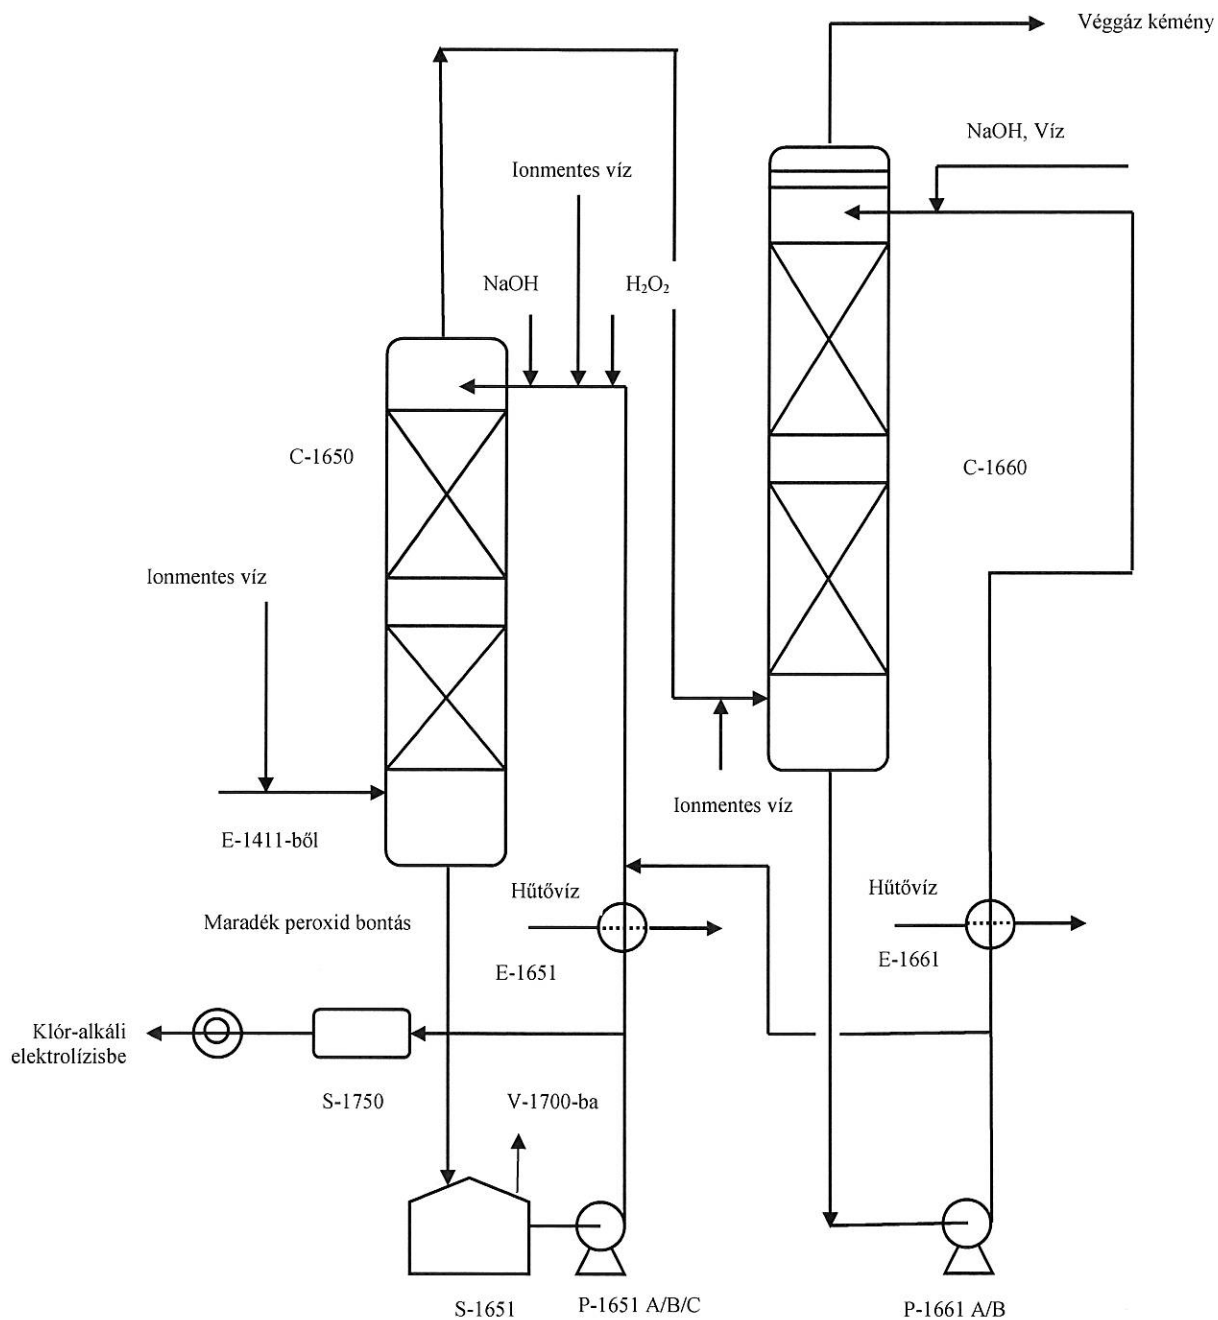 Véggáz kémény
NaOH, Víz
Ionmentes víz
NaOH
H₂O₂
C-1650
C-1660
Ionmentes víz
Ionmentes víz
E-1411-ből
Hűtővíz
Hűtővíz
Maradék peroxid bontás
E-1651
E-1661
Klór-alkáli
elektrolízisbe
S-1750
V-1700-ba
S-1651
P-1651 A/B/C
P-1661 A/B